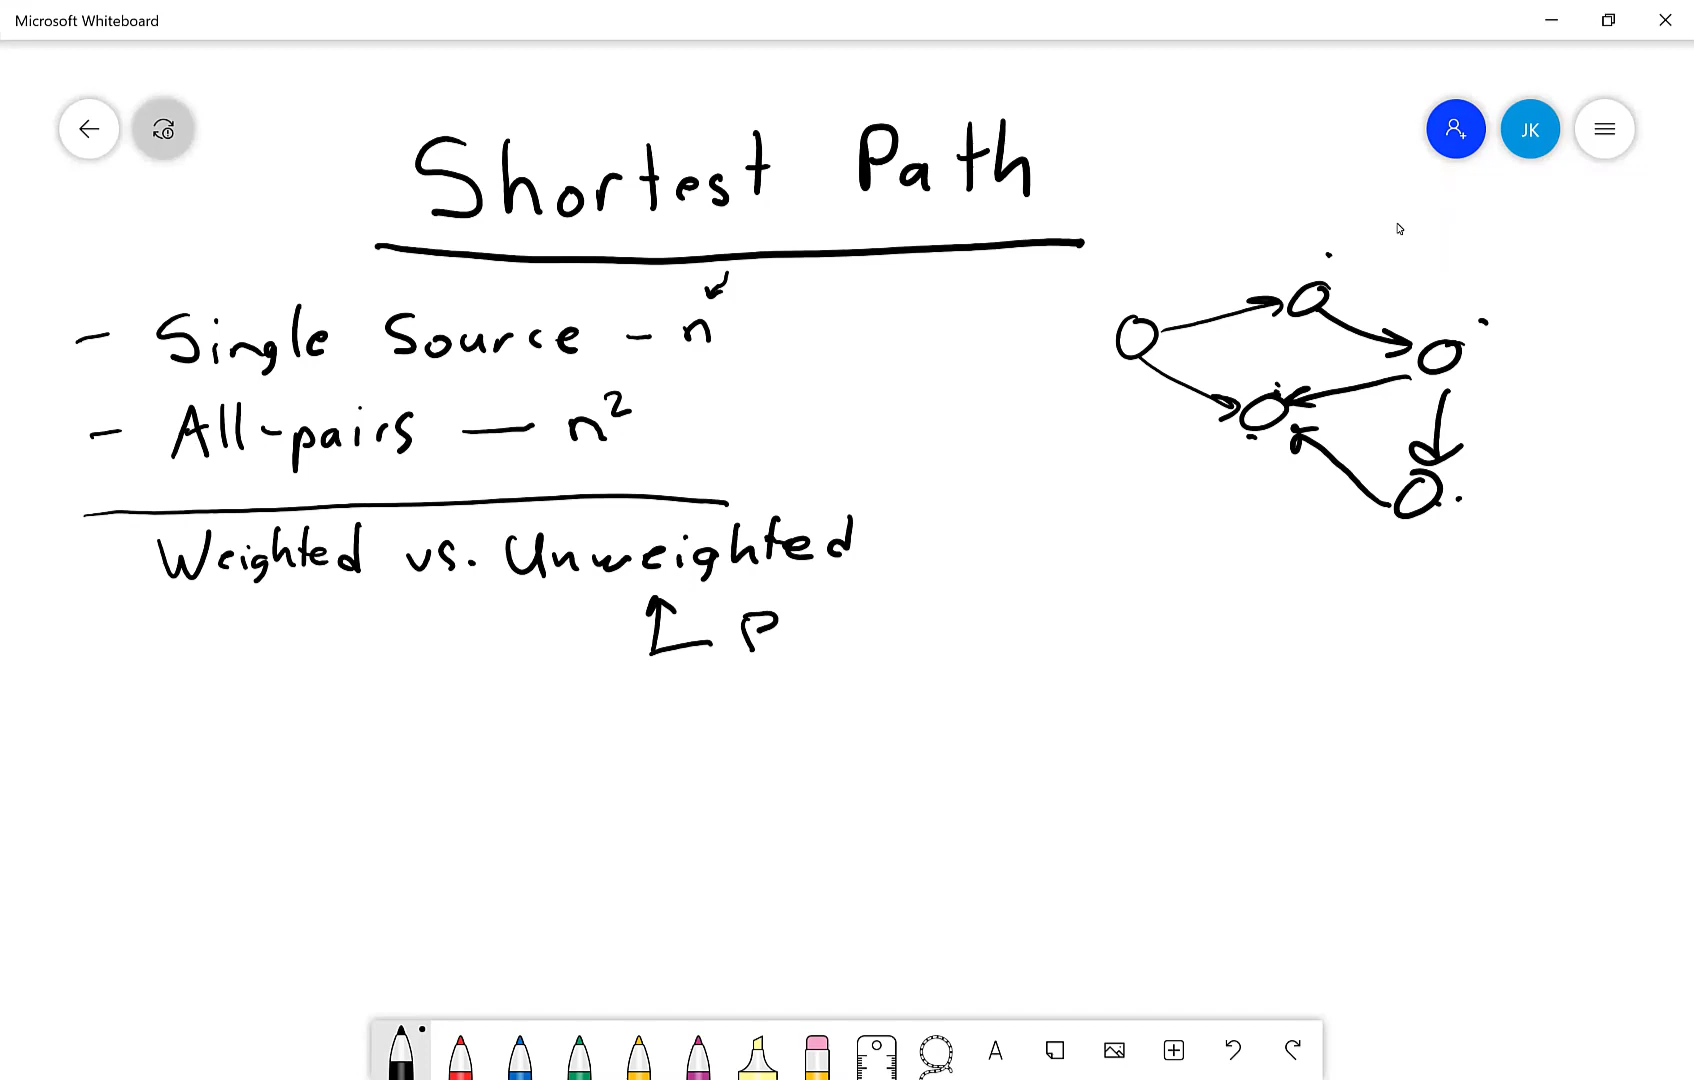 Microsoft Whiteboard
JK
Shortest Path
- Single Source - n
- All-pairs — n²
Weighted vs. Unweighted
P
A